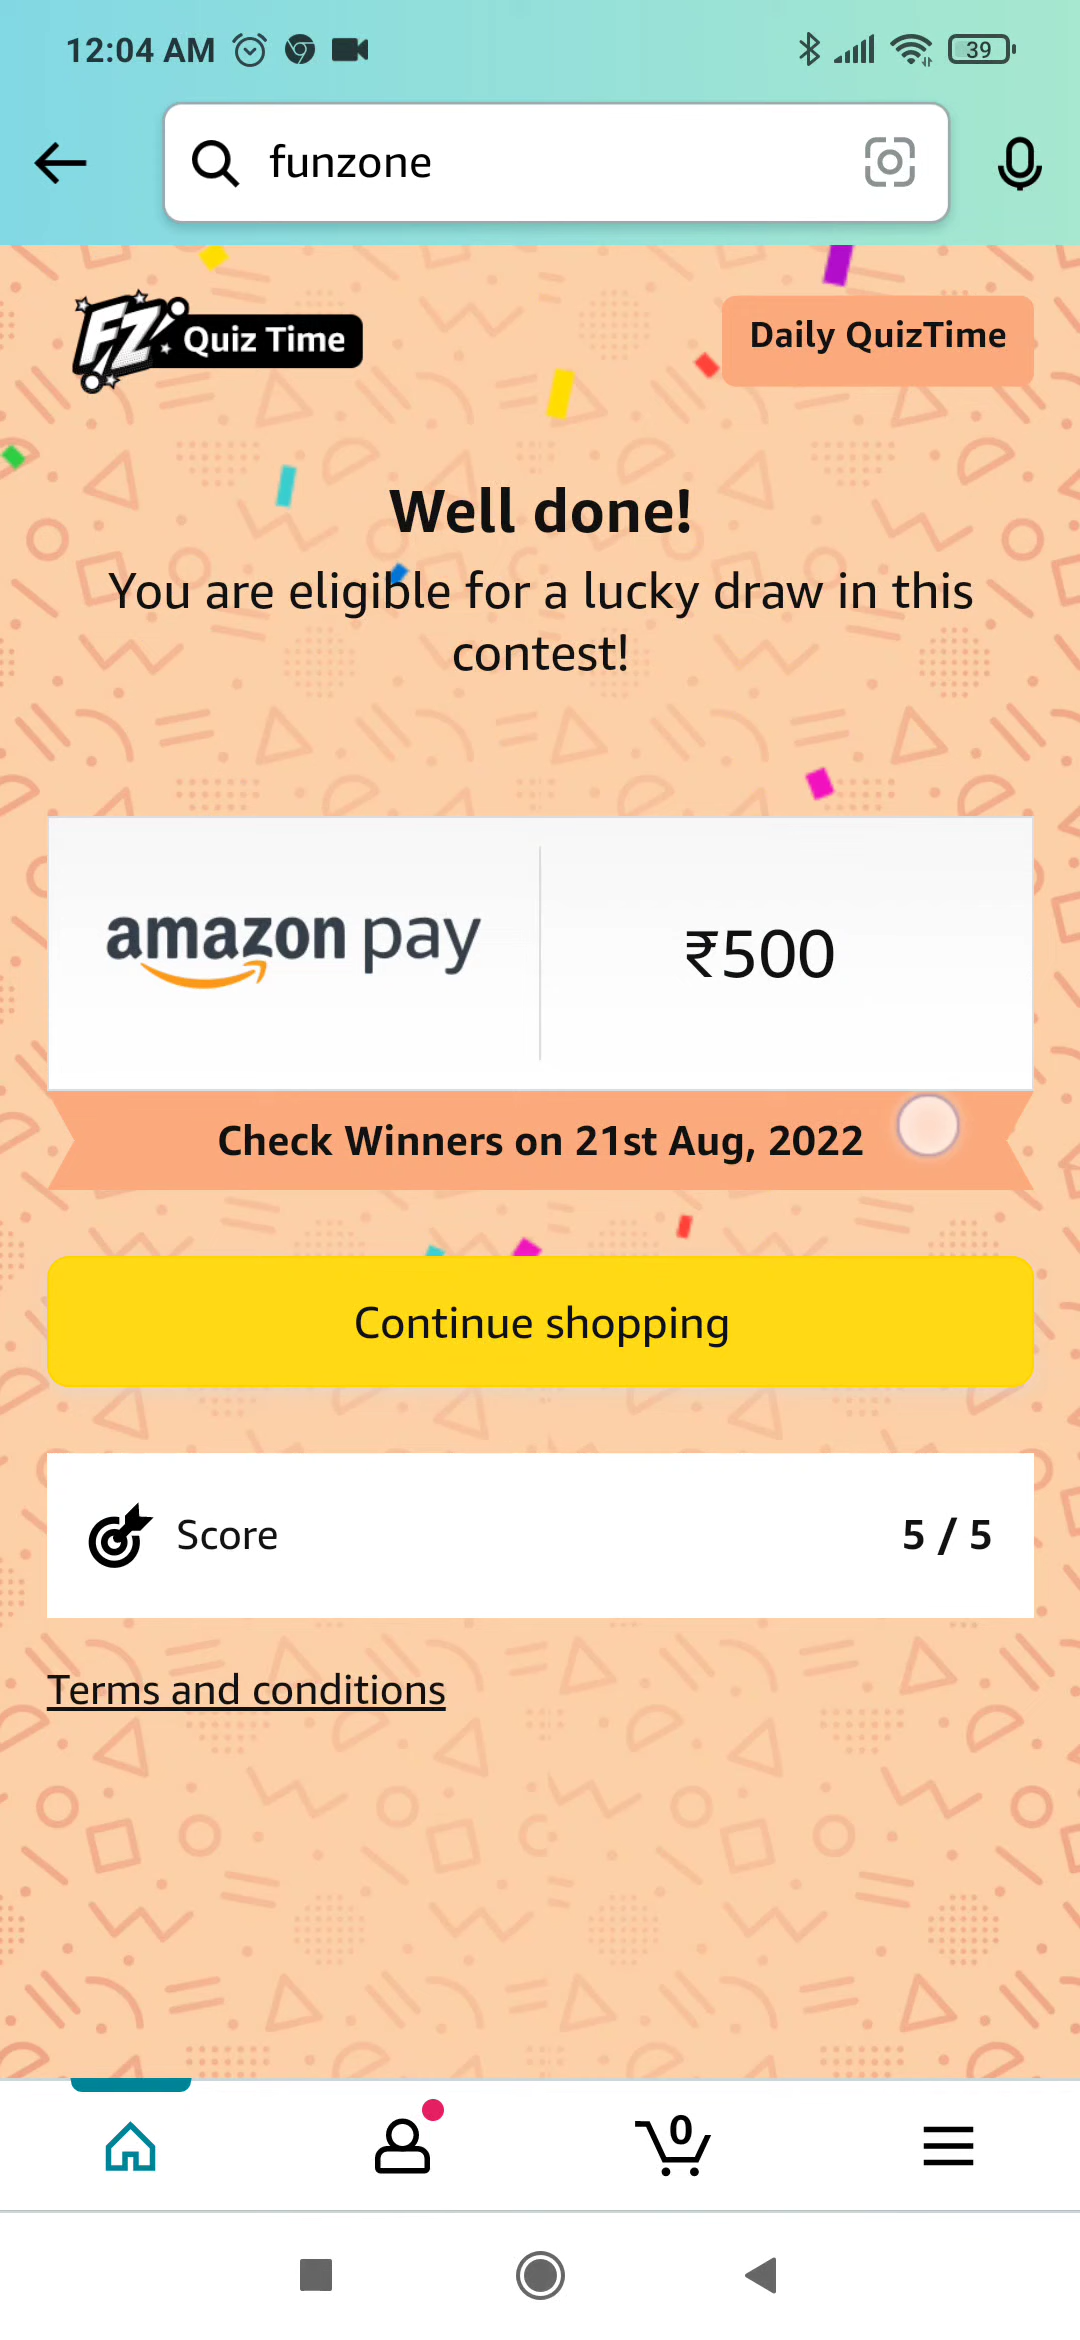 12:04 AM
39
funzone
FZ Quiz Time
Daily QuizTime
Well done!
You are eligible for a lucky draw in this
contest!
amazon pay
₹500
Check Winners on 21st Aug, 2022
Continue shopping
Score
5 / 5
Terms and conditions
0